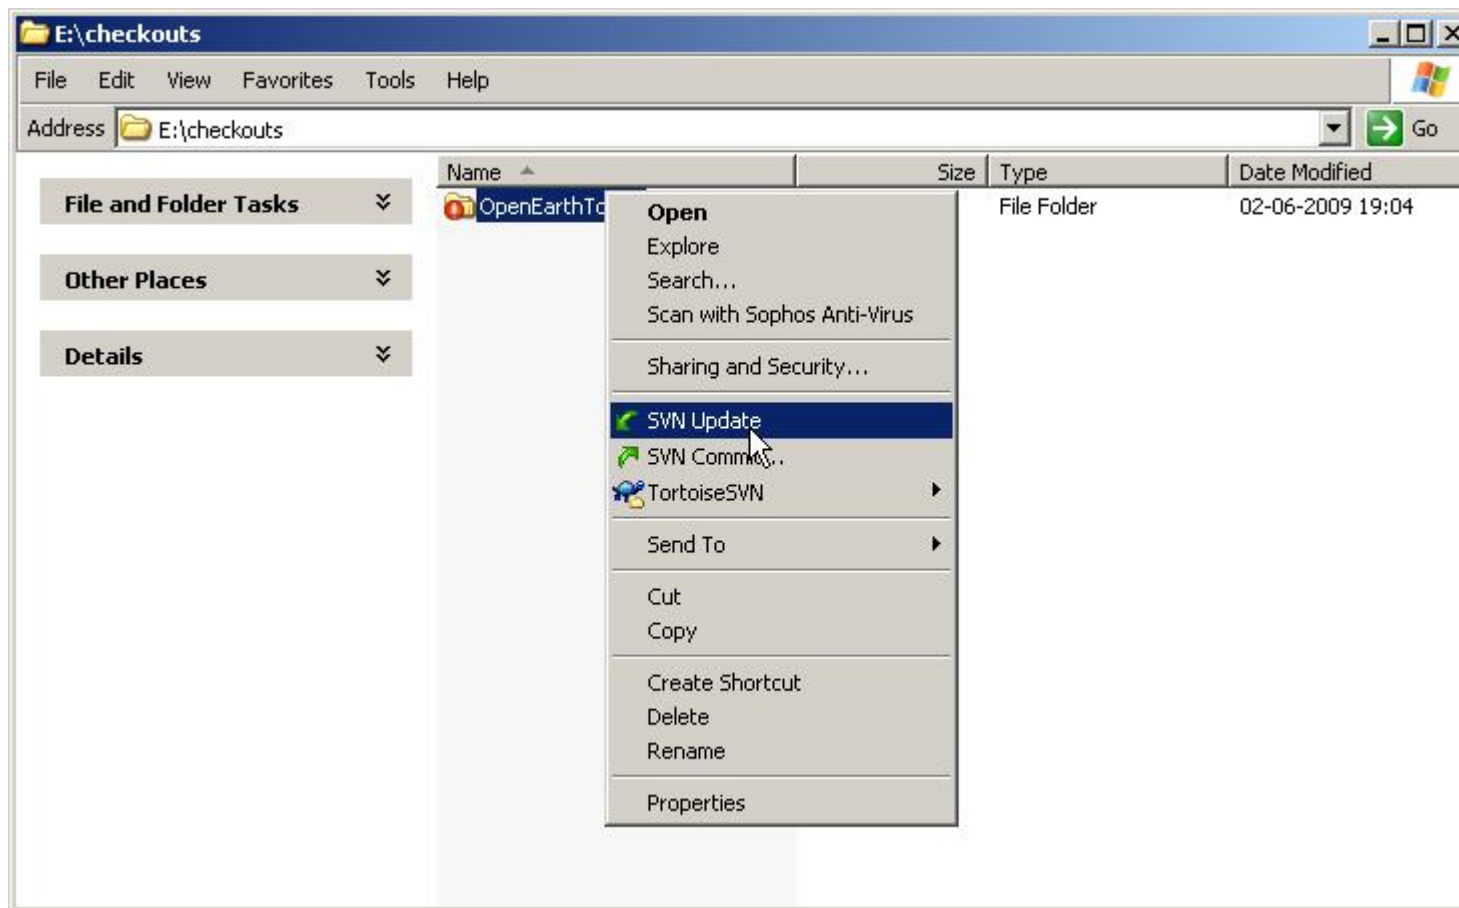 E:\checkouts
File Edit View Favorites Tools Help
Address E:\checkouts Go
Name Size Type Date Modified
File and Folder Tasks
Other Places
Details
File Folder 02-06-2009 19:04
Open
Explore
Search...
Scan with Sophos Anti-Virus
Sharing and Security...
SVN Update
SVN
TortoiseSVN
Send To
Cut
Copy
Create Shortcut
Delete
Rename
Properties